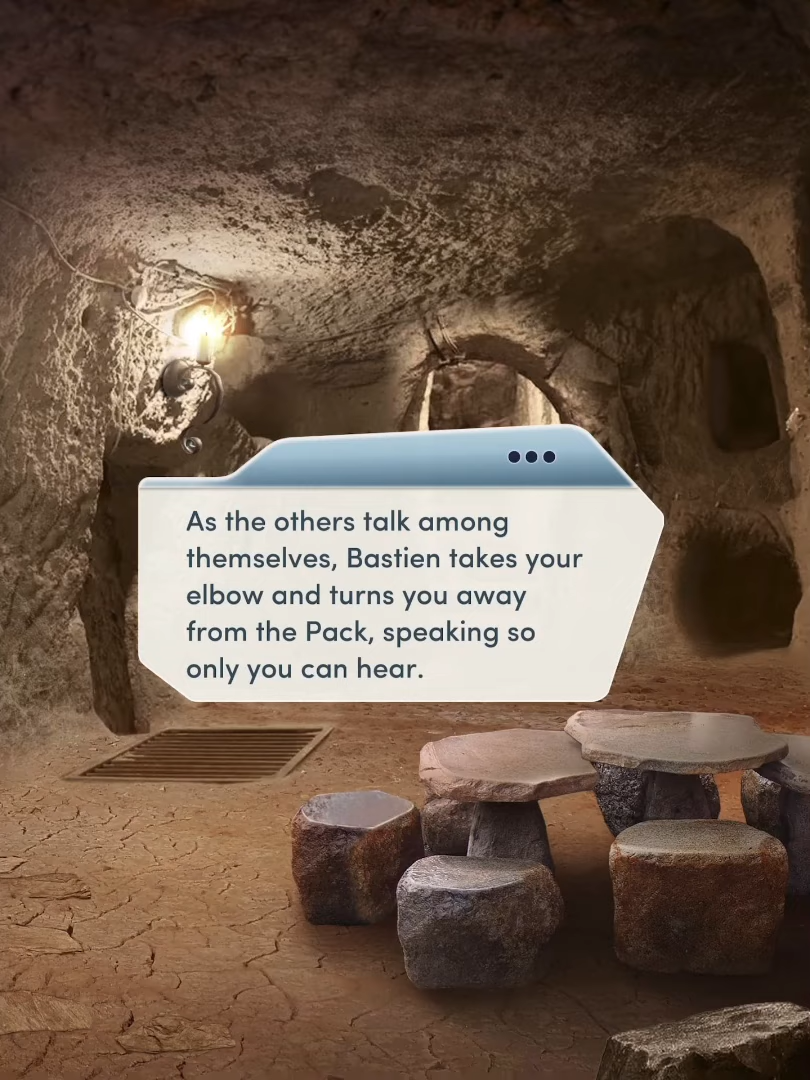 As the others talk among
themselves, Bastien takes your
elbow and turns you away
from the Pack, speaking so
only you can hear.